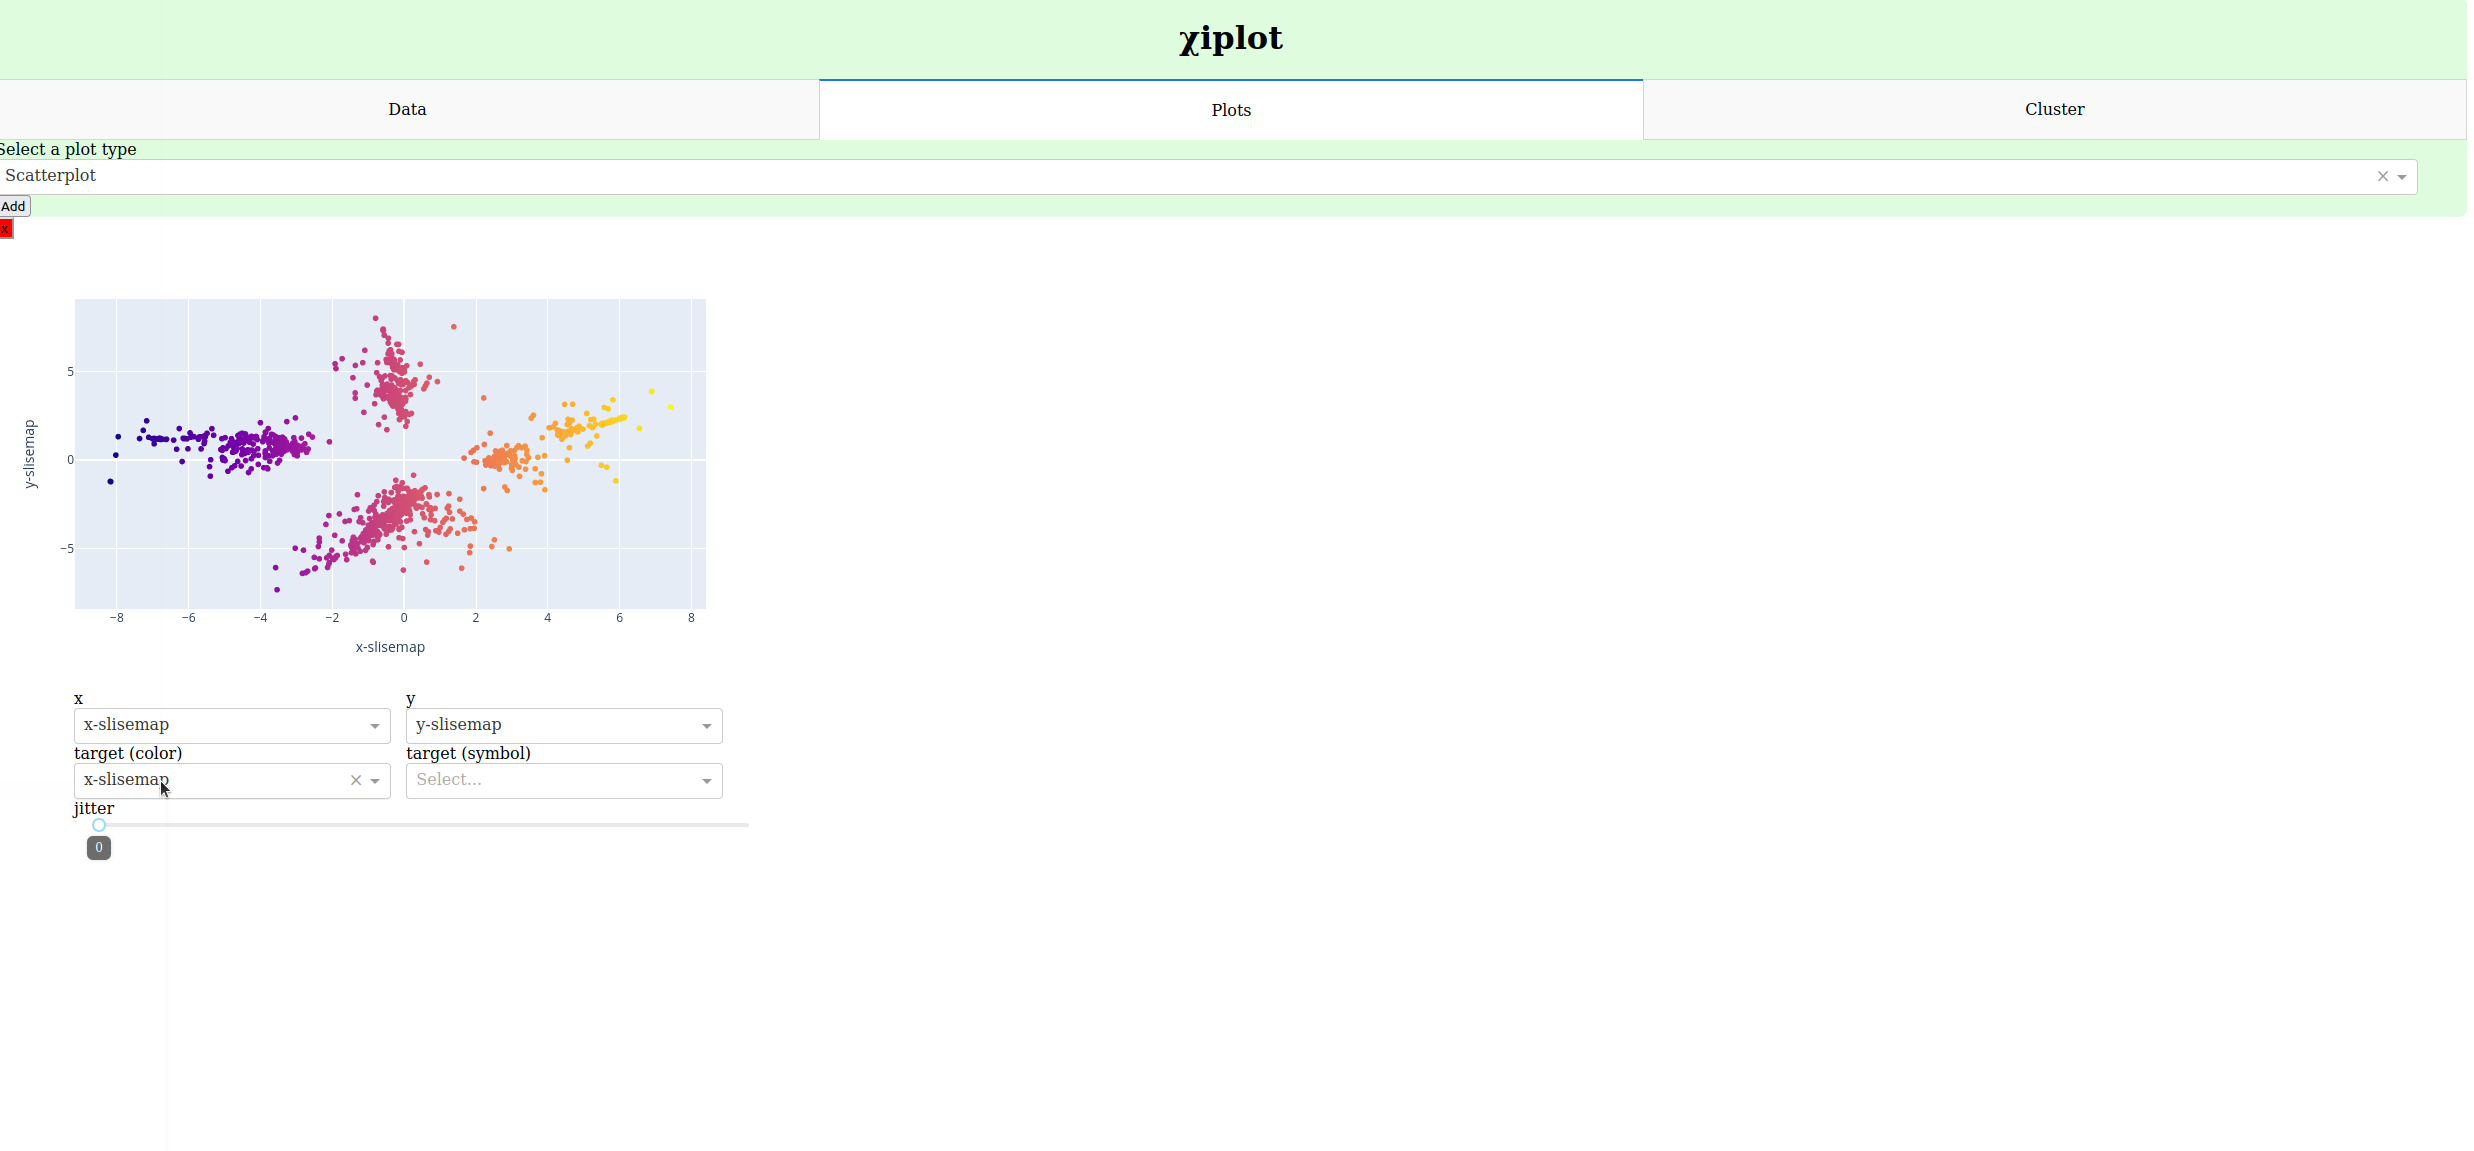 χiplot
Data
Plots
Cluster
Select a plot type
Scatterplot
×
Add
x
5
0
−5
y-slisemap
−8 −6 −4 −2 0 2 4 6 8
x-slisemap
x y
x-slisemap y-slisemap
target (color) target (symbol)
x-slisemap × Select...
jitter
0